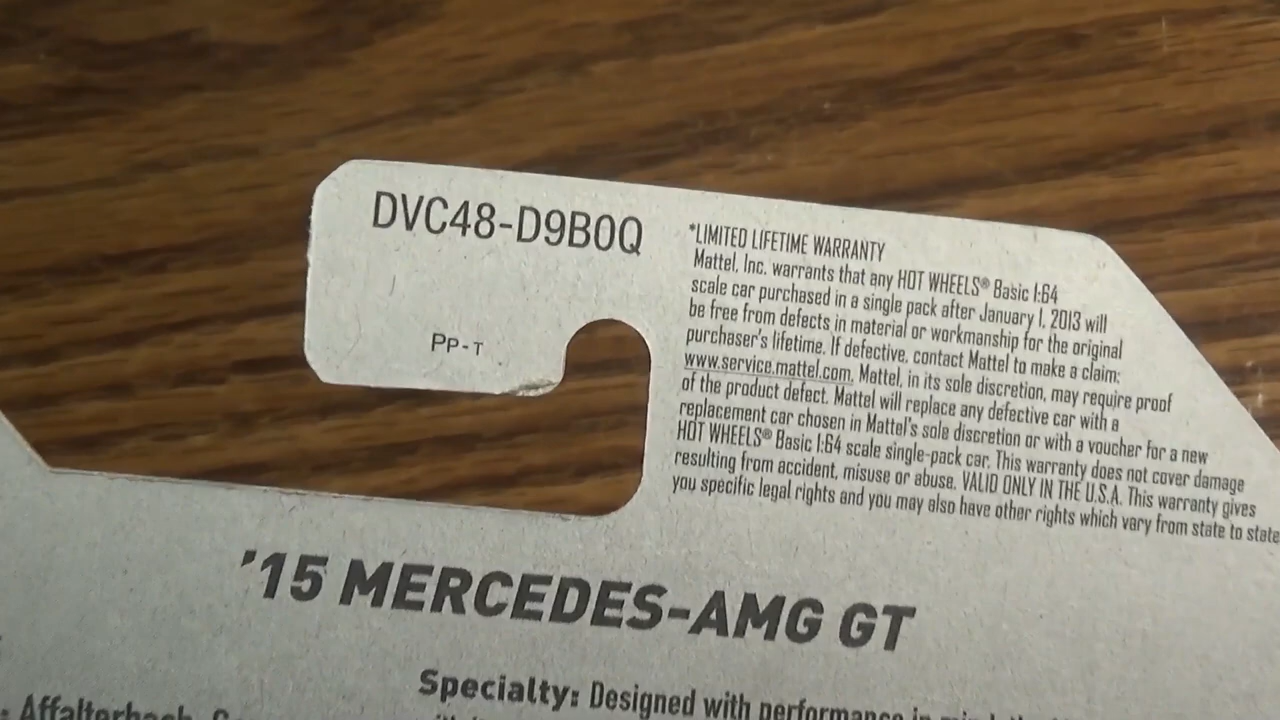 DVC48-D9B0Q
PP-T
*LIMITED LIFETIME WARRANTY
Mattel, Inc. warrants that any HOT WHEELS® Basic 1:64
scale car purchased in a single pack after January 1, 2013 will
be free from defects in material or workmanship for the original
purchaser's lifetime. If defective, contact Mattel to make a claim:
www.service.mattel.com. Mattel, in its sole discretion, may require proof
of the product defect. Mattel will replace any defective car with a
replacement car chosen in Mattel's sole discretion or with a voucher for a new
HOT WHEELS® Basic 1:64 scale single-pack car. This warranty does not cover damage
resulting from accident, misuse or abuse. VALID ONLY IN THE U.S.A. This warranty gives
you specific legal rights and you may also have other rights which vary from state to state
'15 MERCEDES-AMG GT
Specialty: Designed with performance in
Affalterbach,